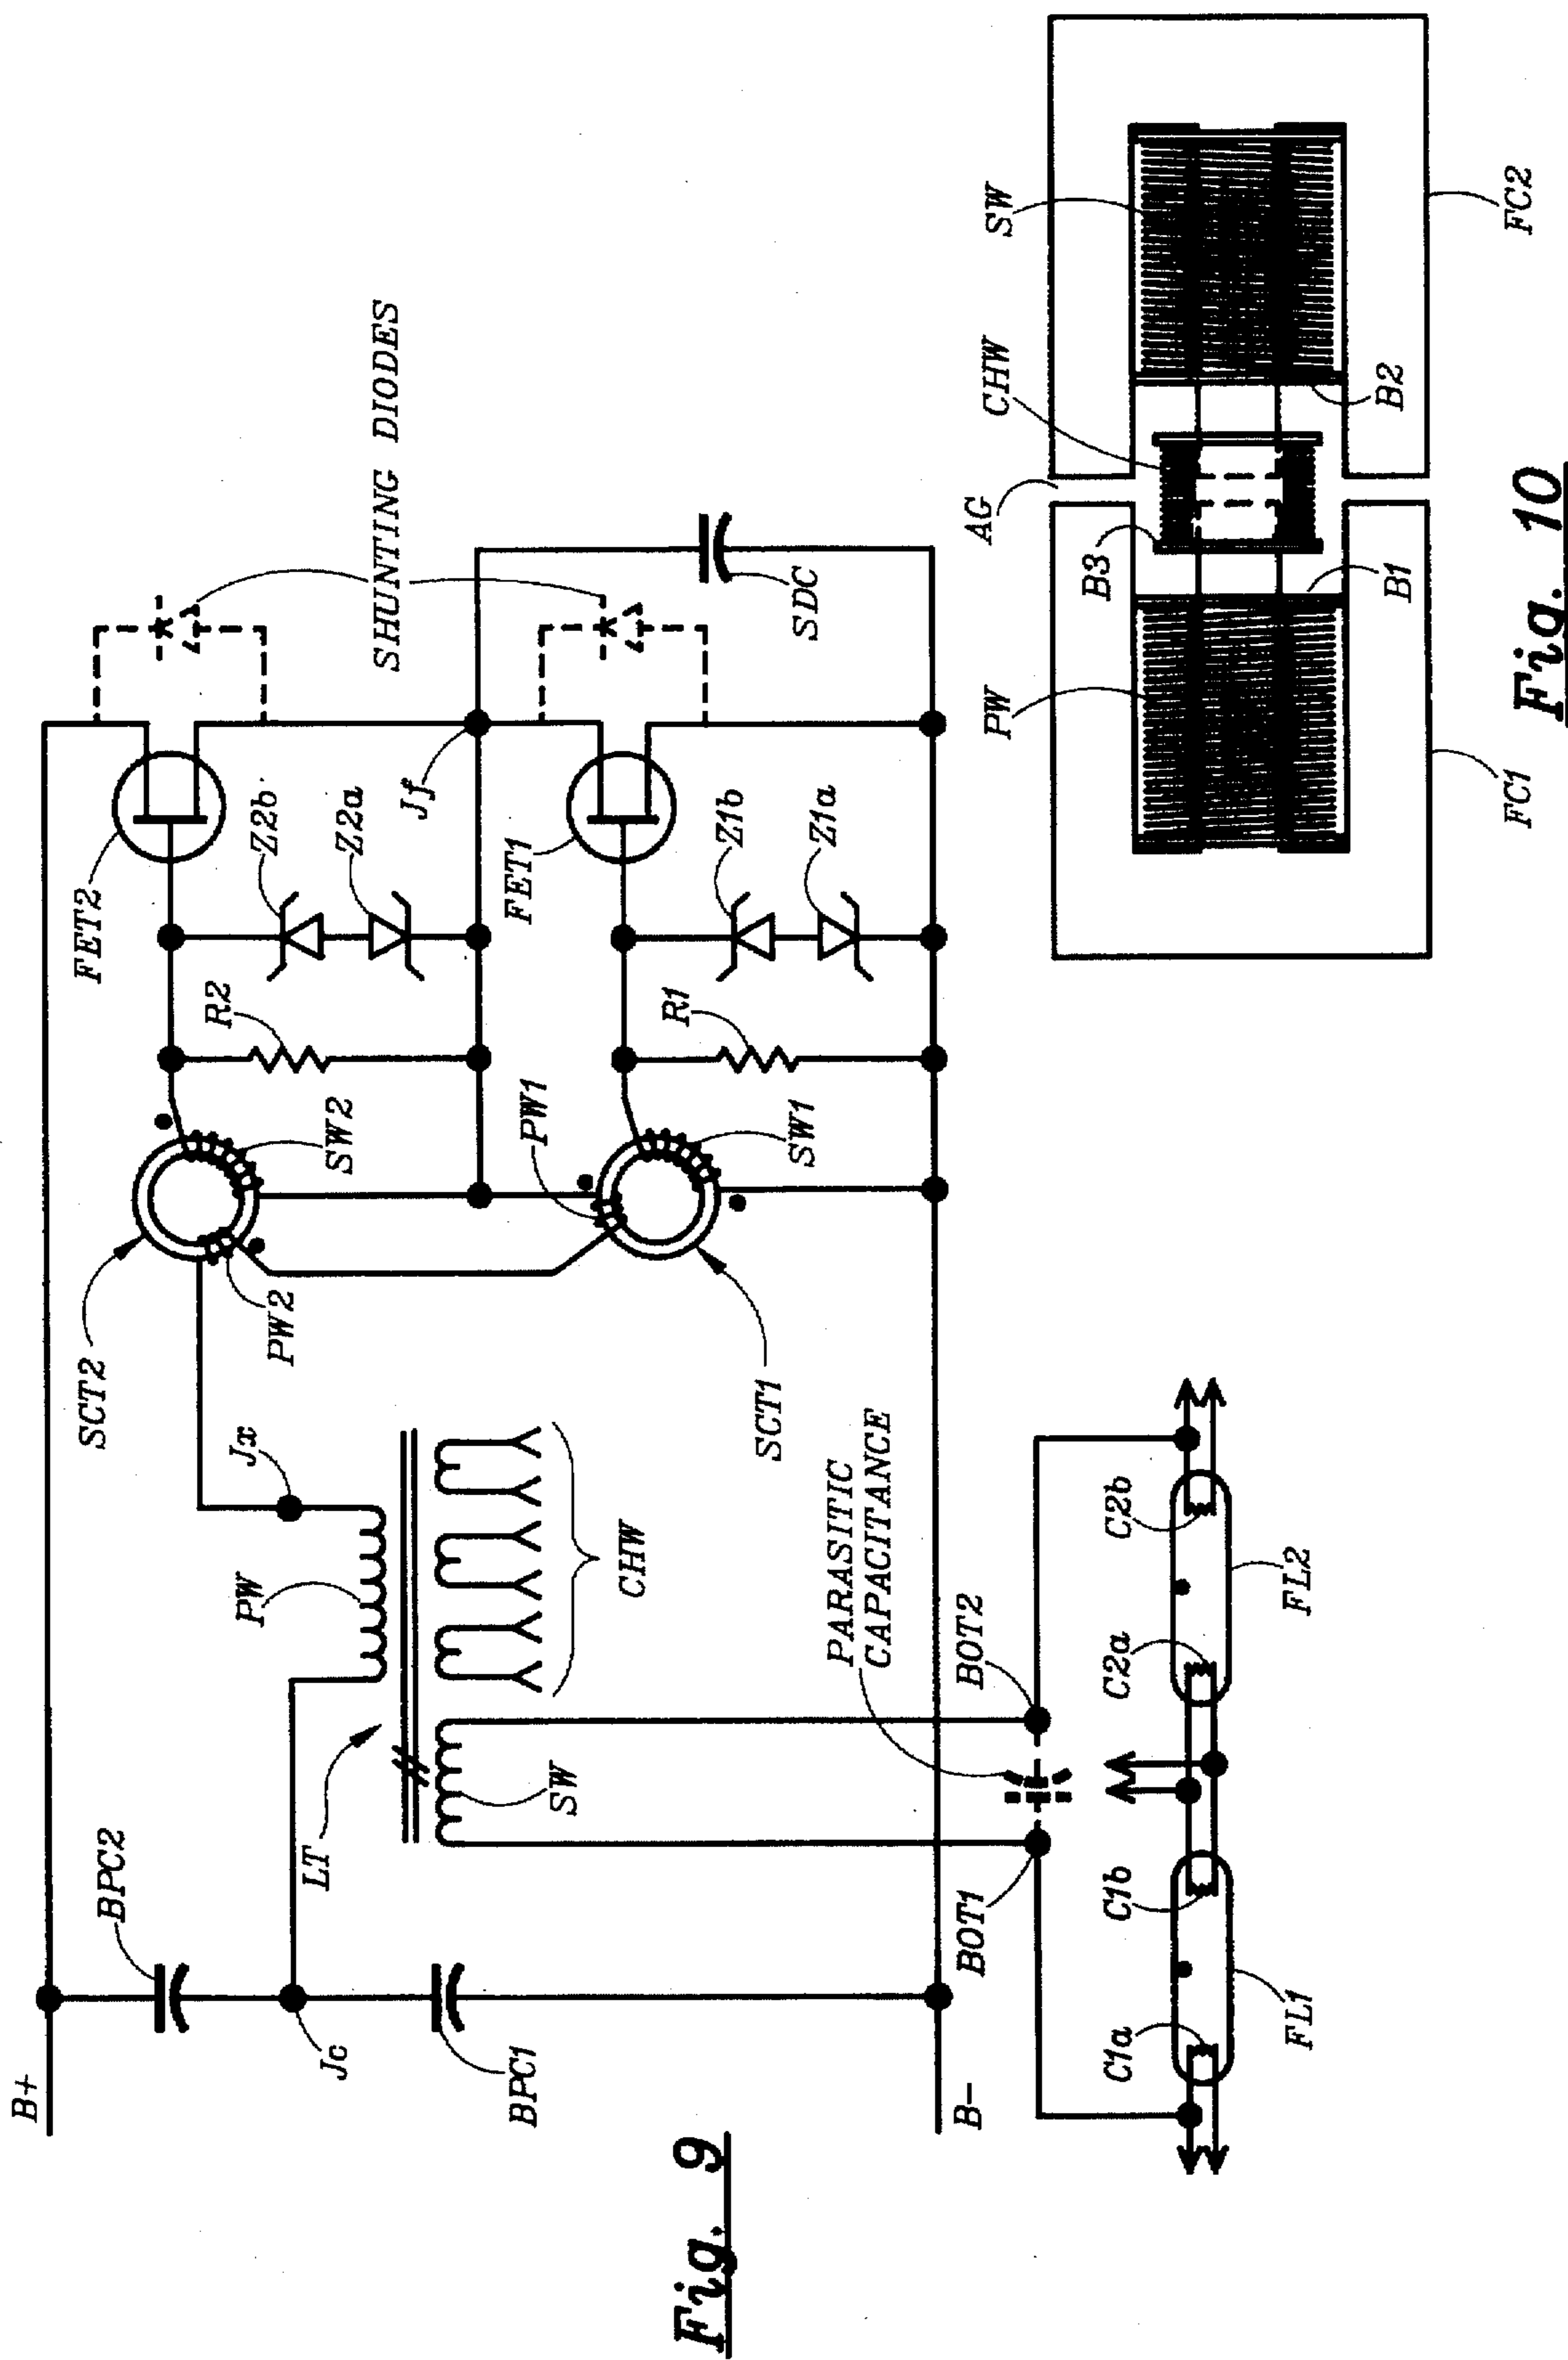 B+
BPC2
Jc
BPC1
B-
LT
PW
Jx
SW
CHW
SCT2
PW2
SW2
PW1
SW1
SCT1
R2
R1
FET2
Z2b
Z2a
Jf
FET1
Z1b
Z1a
SHUNTING DIODES
SDC
PARASITIC
CAPACITANCE
BOT1
BOT2
C1a
C1b
C2a
C2b
FL1
FL2
Fig. 9
PW
B3
AG
CHW
SW
B1
B2
FC1
FC2
Fig. 10